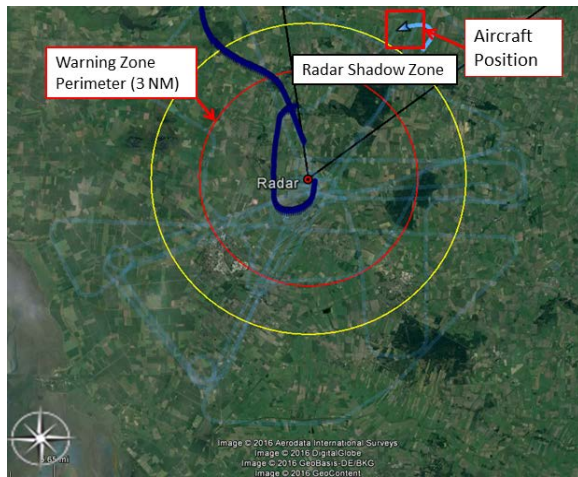 Warning Zone
Perimeter (3 NM)
Radar Shadow Zone
Aircraft
Position
Radar
Image © 2016 Aerodata International Surveys
Image © 2016 DigitalGlobe
Image © 2016 GeoBasis-DE/BKG
Image © 2016 GeoContent